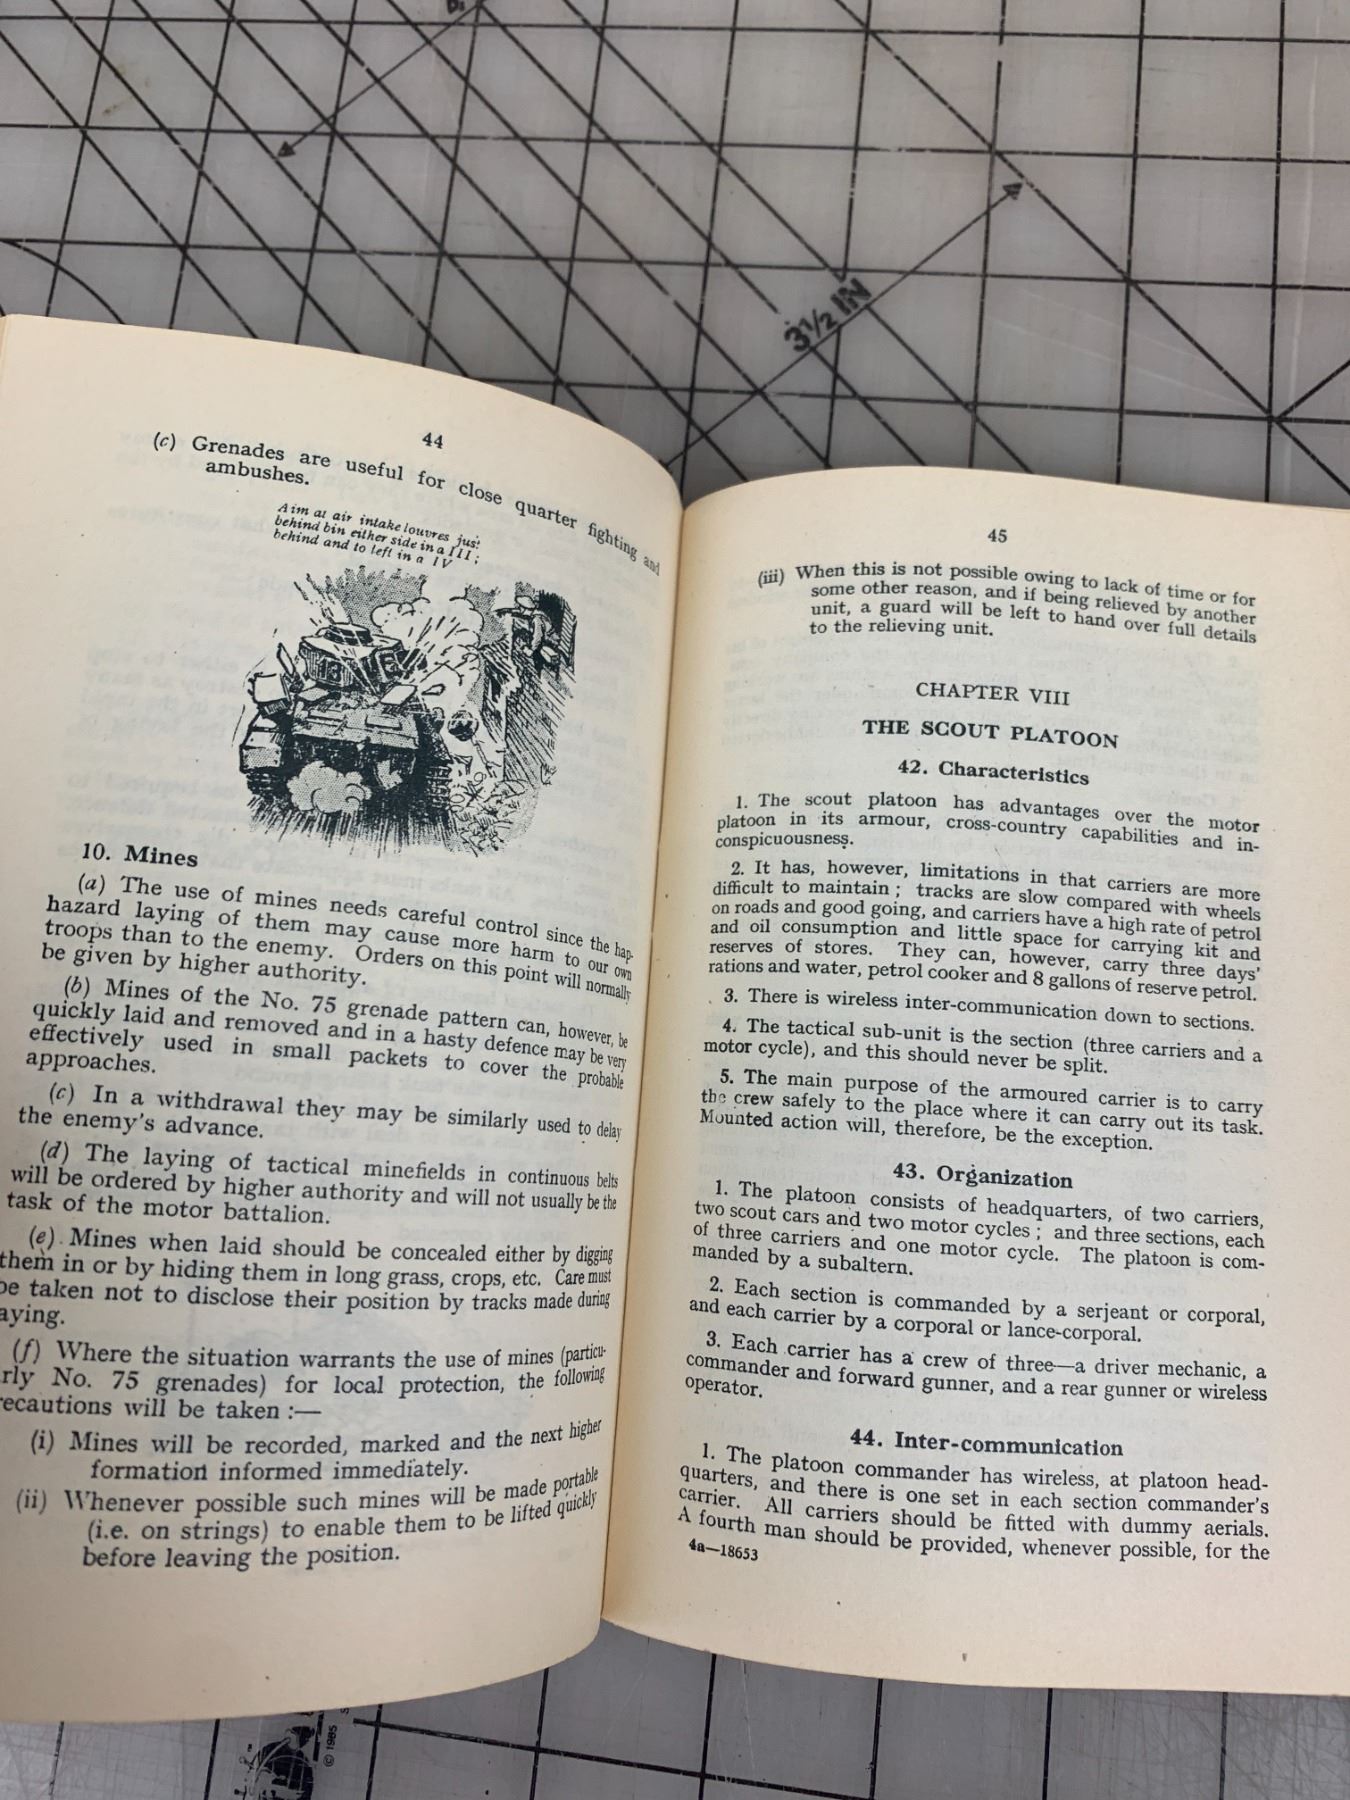 3½ IN
44
(c) Grenades are useful for close quarter fighting and
ambushes.
Aim at air intake louvres just
behind bin either side in a III ;
behind and to left in a IV
10. Mines
(a) The use of mines needs careful control since the hap-
hazard laying of them may cause more harm to our own
troops than to the enemy. Orders on this point will normally
be given by higher authority.
(b) Mines of the No. 75 grenade pattern can, however, be
quickly laid and removed and in a hasty defence may be very
effectively used in small packets to cover the probable
approaches.
(c) In a withdrawal they may be similarly used to delay
the enemy's advance.
(d) The laying of tactical minefields in continuous belts
will be ordered by higher authority and will not usually be the
task of the motor battalion.
(e) Mines when laid should be concealed either by digging
them in or by hiding them in long grass, crops, etc. Care must
be taken not to disclose their position by tracks made during
aying.
(f) Where the situation warrants the use of mines (particu-
rly No. 75 grenades) for local protection, the following
recautions will be taken :—
(i) Mines will be recorded, marked and the next higher
formation informed immediately.
(ii) Whenever possible such mines will be made portable
(i.e. on strings) to enable them to be lifted quickly
before leaving the position.
45
(iii) When this is not possible owing to lack of time or for
some other reason, and if being relieved by another
unit, a guard will be left to hand over full details
to the relieving unit.
CHAPTER VIII
THE SCOUT PLATOON
42. Characteristics
1. The scout platoon has advantages over the motor
platoon in its armour, cross-country capabilities and in-
conspicuousness.
2. It has, however, limitations in that carriers are more
difficult to maintain ; tracks are slow compared with wheels
on roads and good going, and carriers have a high rate of petrol
and oil consumption and little space for carrying kit and
reserves of stores. They can, however, carry three days'
rations and water, petrol cooker and 8 gallons of reserve petrol.
3. There is wireless inter-communication down to sections.
4. The tactical sub-unit is the section (three carriers and a
motor cycle), and this should never be split.
5. The main purpose of the armoured carrier is to carry
the crew safely to the place where it can carry out its task.
Mounted action will, therefore, be the exception.
43. Organization
1. The platoon consists of headquarters, of two carriers,
two scout cars and two motor cycles ; and three sections, each
of three carriers and one motor cycle. The platoon is com-
manded by a subaltern.
2. Each section is commanded by a serjeant or corporal,
and each carrier by a corporal or lance-corporal.
3. Each carrier has a crew of three—a driver mechanic, a
commander and forward gunner, and a rear gunner or wireless
operator.
44. Inter-communication
1. The platoon commander has wireless, at platoon head-
quarters, and there is one set in each section commander's
carrier. All carriers should be fitted with dummy aerials.
A fourth man should be provided, whenever possible, for the
4a—18653
© 1985